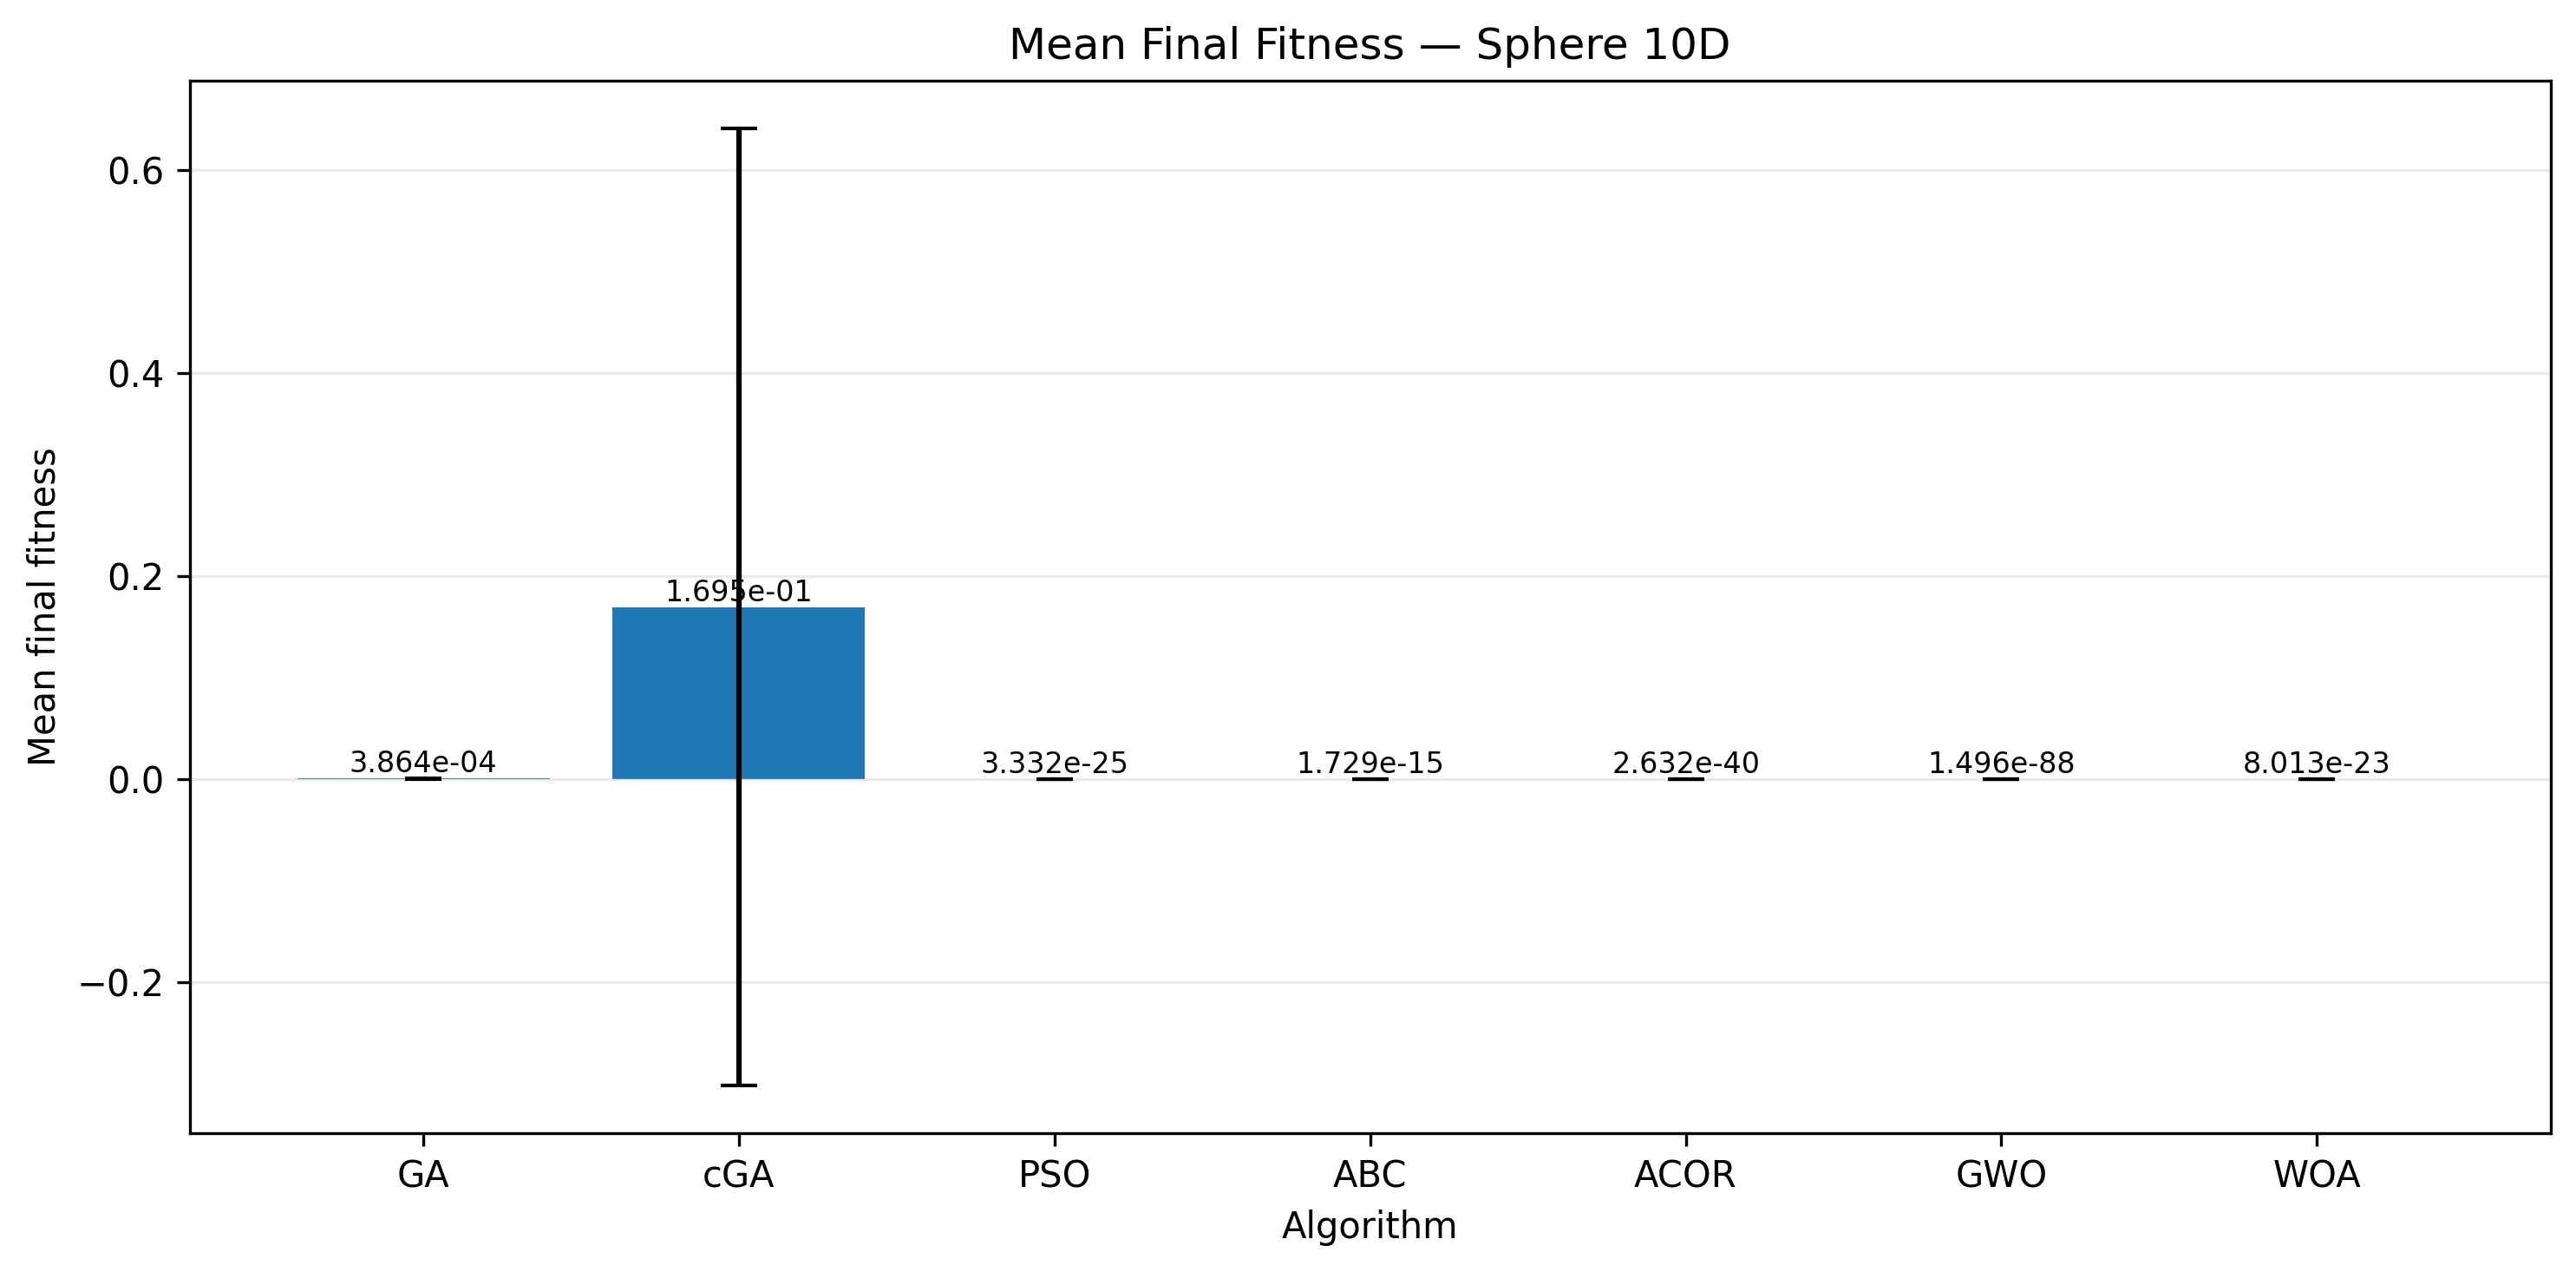 Mean Final Fitness — Sphere 10D
Mean final fitness
0.6
0.4
0.2
0.0
−0.2
3.864e-04
1.695e-01
3.332e-25
1.729e-15
2.632e-40
1.496e-88
8.013e-23
GA
cGA
PSO
ABC
ACOR
GWO
WOA
Algorithm